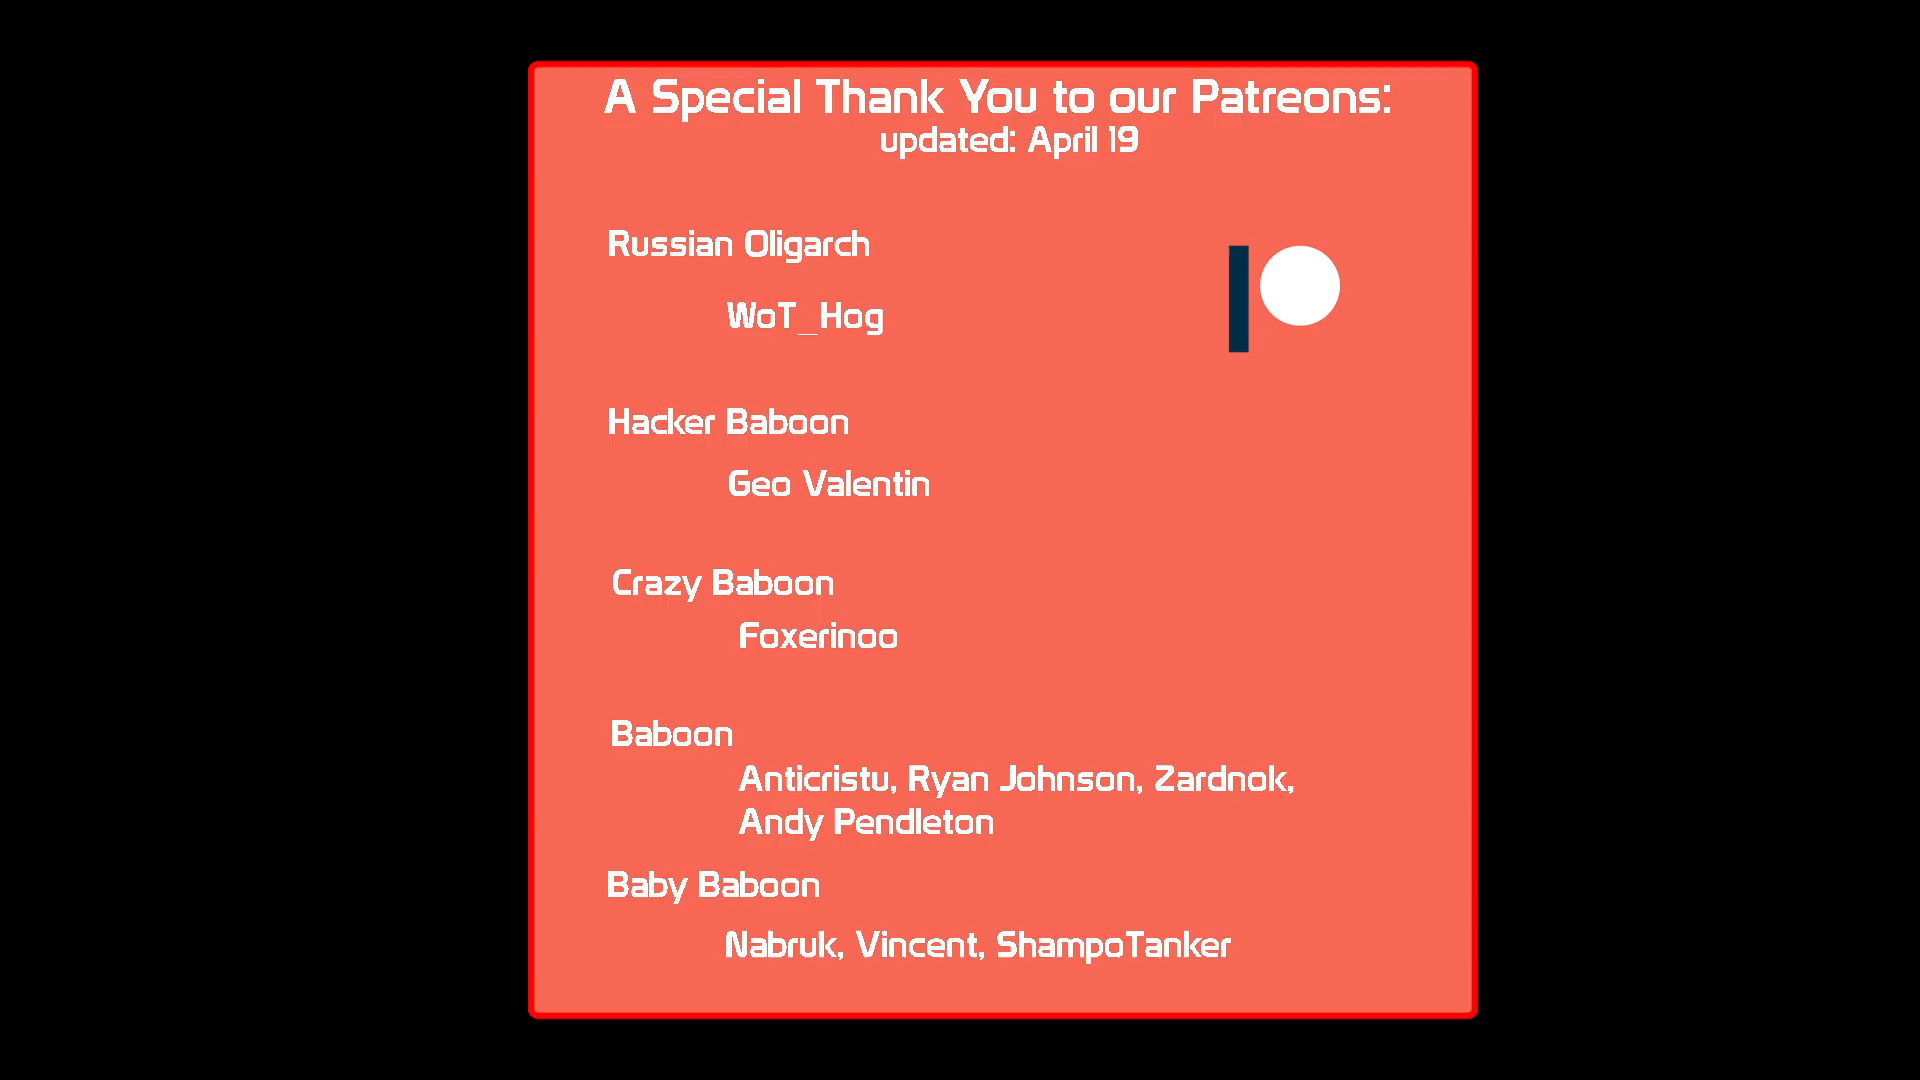 A Special Thank You to our Patreons:
updated: April 19
Russian Oligarch
WoT_Hog
Hacker Baboon
Geo Valentin
Crazy Baboon
Foxerinoo
Baboon
Anticristu, Ryan Johnson, Zardnok,
Andy Pendleton
Baby Baboon
Nabruk, Vincent, ShampoTanker